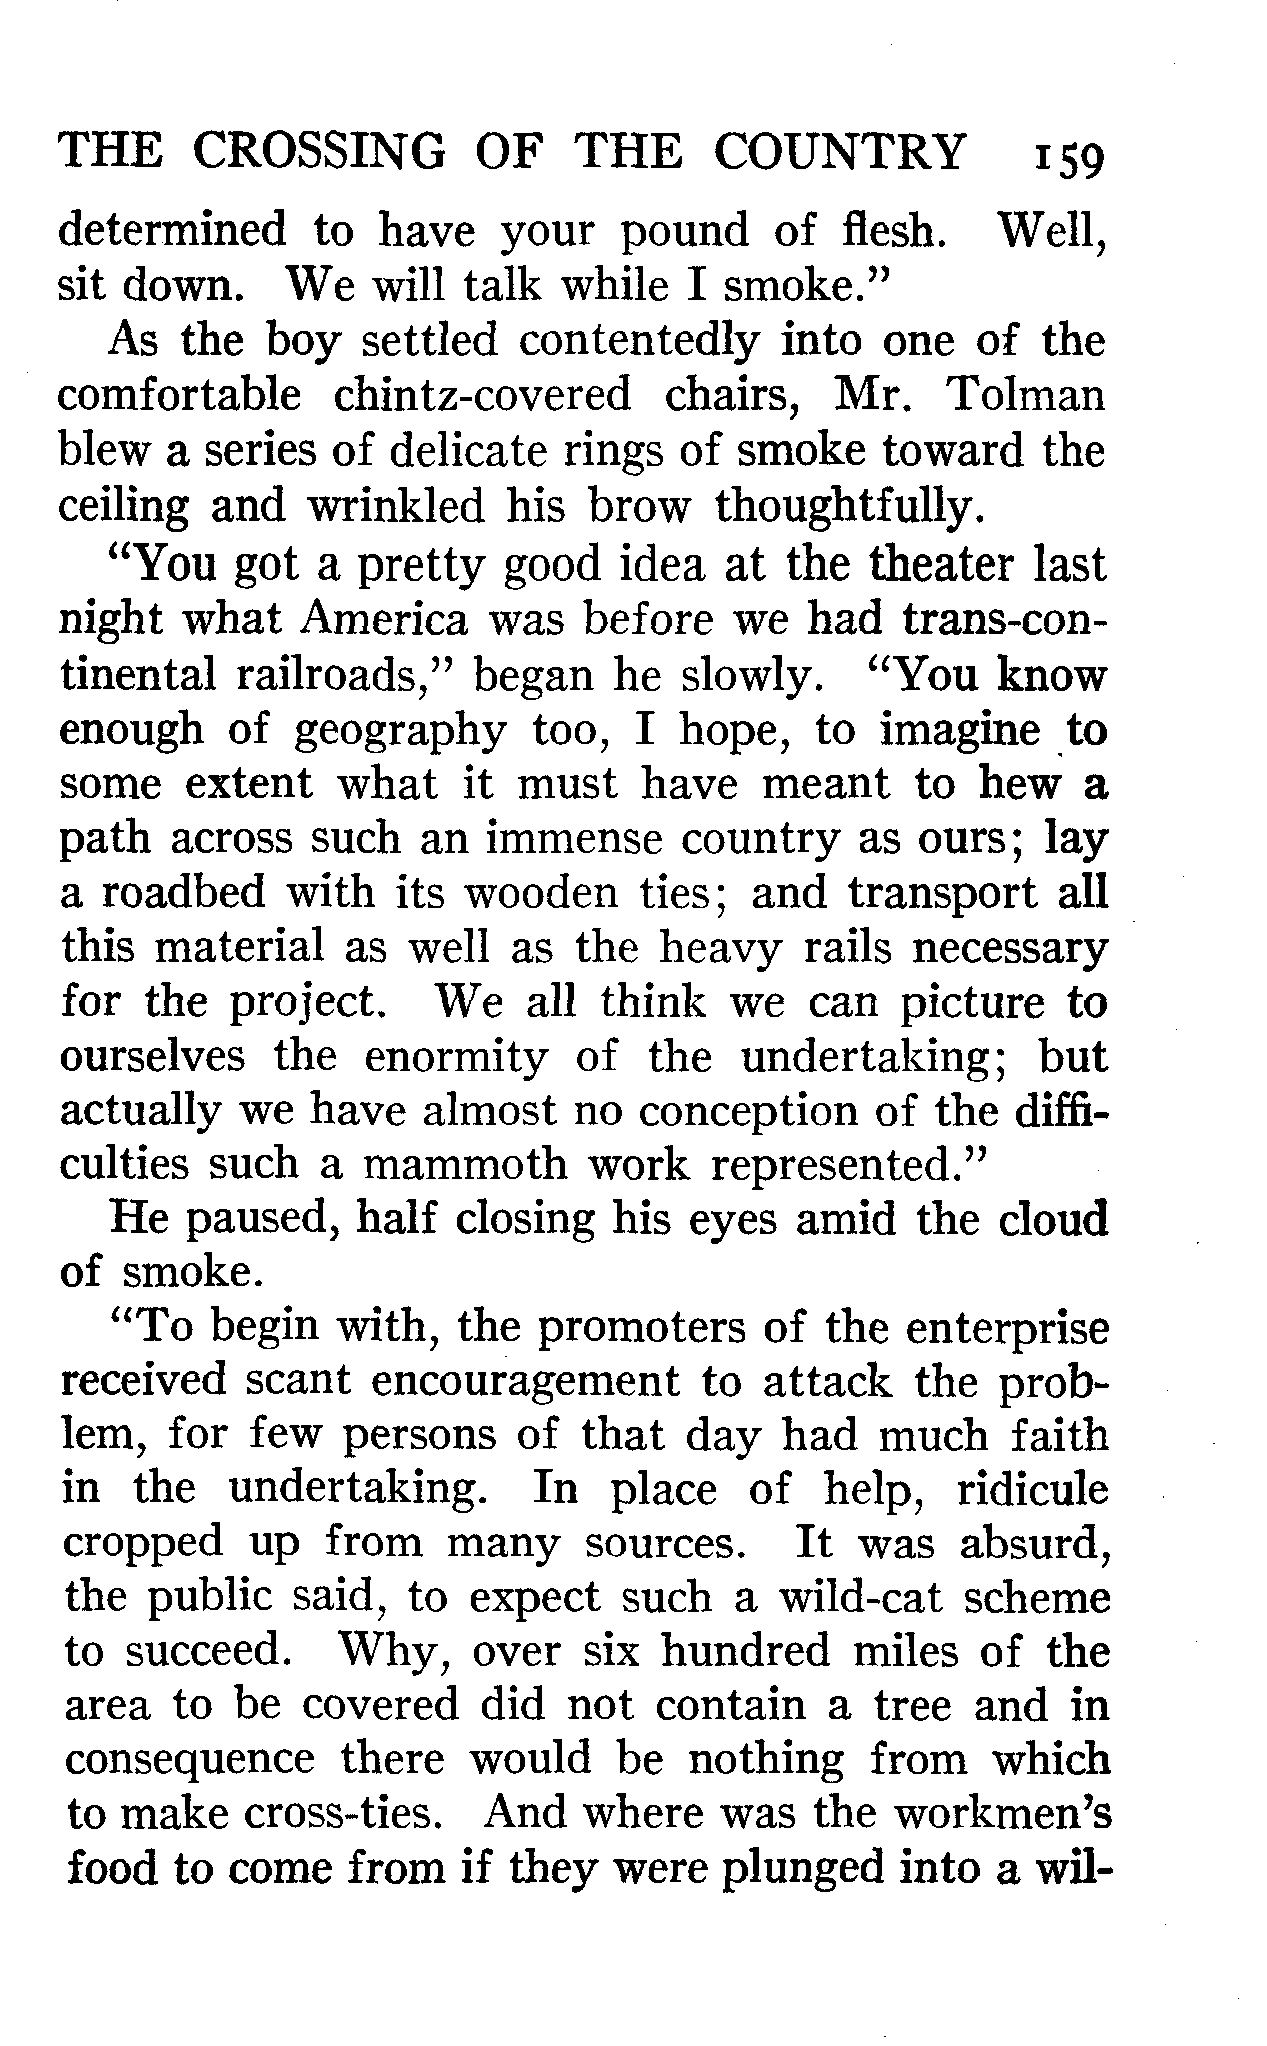 THE CROSSING OF THE COUNTRY 159
determined to have your pound of flesh. Well,
sit down. We will talk while I smoke."
As the boy settled contentedly into one of the
comfortable chintz-covered chairs, Mr. Tolman
blew a series of delicate rings of smoke toward the
ceiling and wrinkled his brow thoughtfully.
"You got a pretty good idea at the theater last
night what America was before we had trans-con-
tinental railroads," began he slowly. "You know
enough of geography too, I hope, to imagine to
some extent what it must have meant to hew a
path across such an immense country as ours; lay
a roadbed with its wooden ties; and transport all
this material as well as the heavy rails necessary
for the project. We all think we can picture to
ourselves the enormity of the undertaking; but
actually we have almost no conception of the diffi-
culties such a mammoth work represented."
He paused, half closing his eyes amid the cloud
of smoke.
"To begin with, the promoters of the enterprise
received scant encouragement to attack the prob-
lem, for few persons of that day had much faith
in the undertaking. In place of help, ridicule
cropped up from many sources. It was absurd,
the public said, to expect such a wild-cat scheme
to succeed. Why, over six hundred miles of the
area to be covered did not contain a tree and in
consequence there would be nothing from which
to make cross-ties. And where was the workmen's
food to come from if they were plunged into a wil-